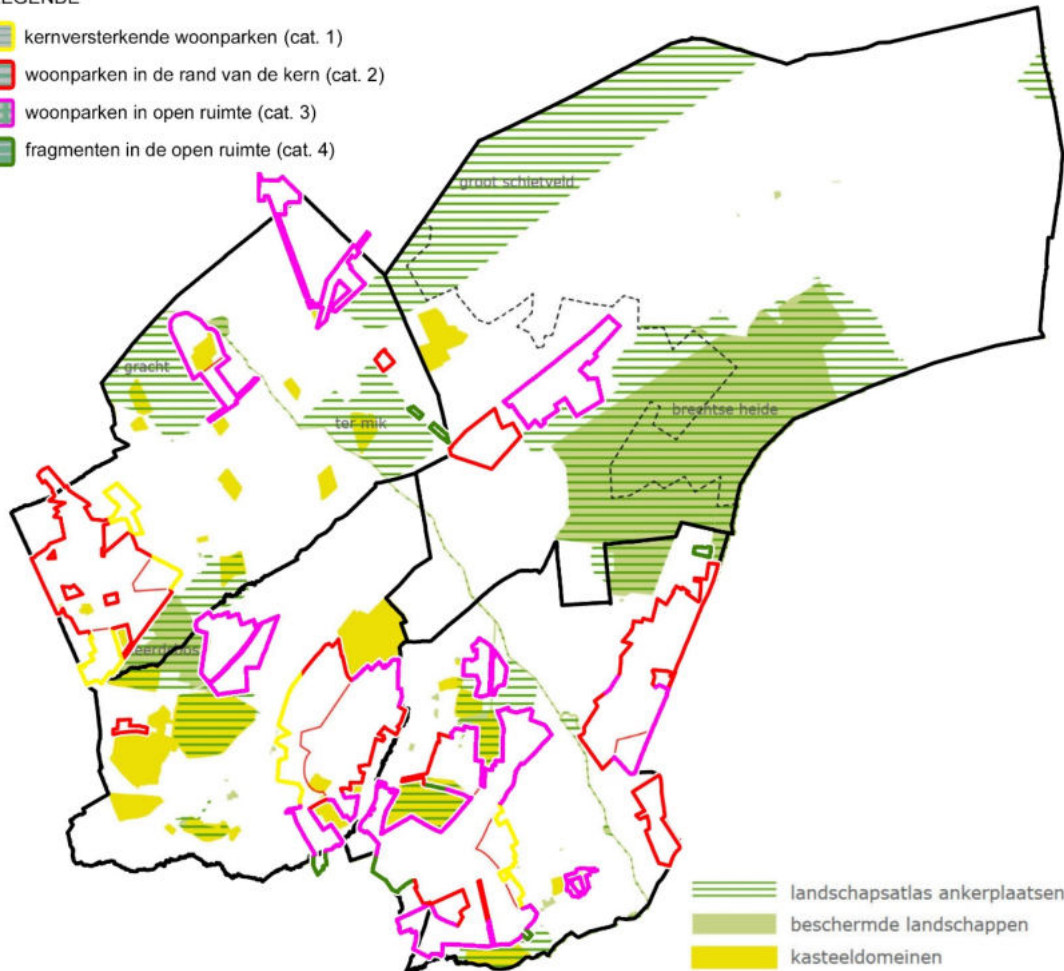 kernversterkende woonparken (cat. 1)
woonparken in de rand van de kern (cat. 2)
woonparken in open ruimte (cat. 3)
fragmenten in de open ruimte (cat. 4)
groot schietveld
gracht
ter mik
brechtse heide
landschapsatlas ankerplaatsen
beschermde landschappen
kasteeldomeinen